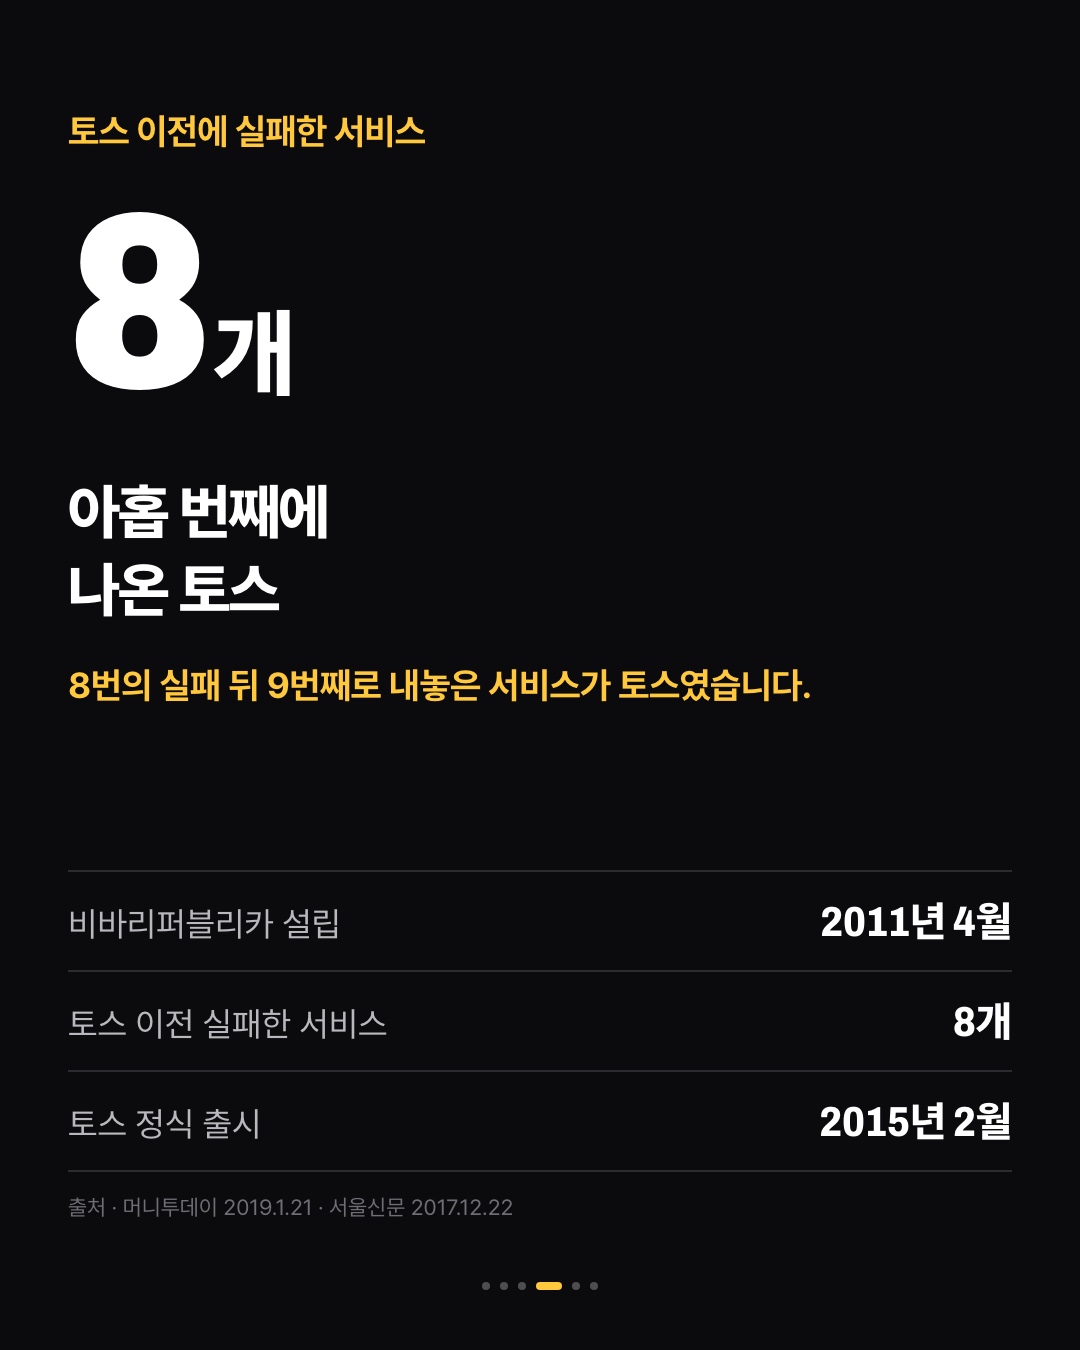 토스 이전에 실패한 서비스
8개
아홉 번째에
나온 토스
8번의 실패 뒤 9번째로 내놓은 서비스가 토스였습니다.
비바리퍼블리카 설립 2011년 4월
토스 이전 실패한 서비스 8개
토스 정식 출시 2015년 2월
출처 · 머니투데이 2019.1.21 · 서울신문 2017.12.22